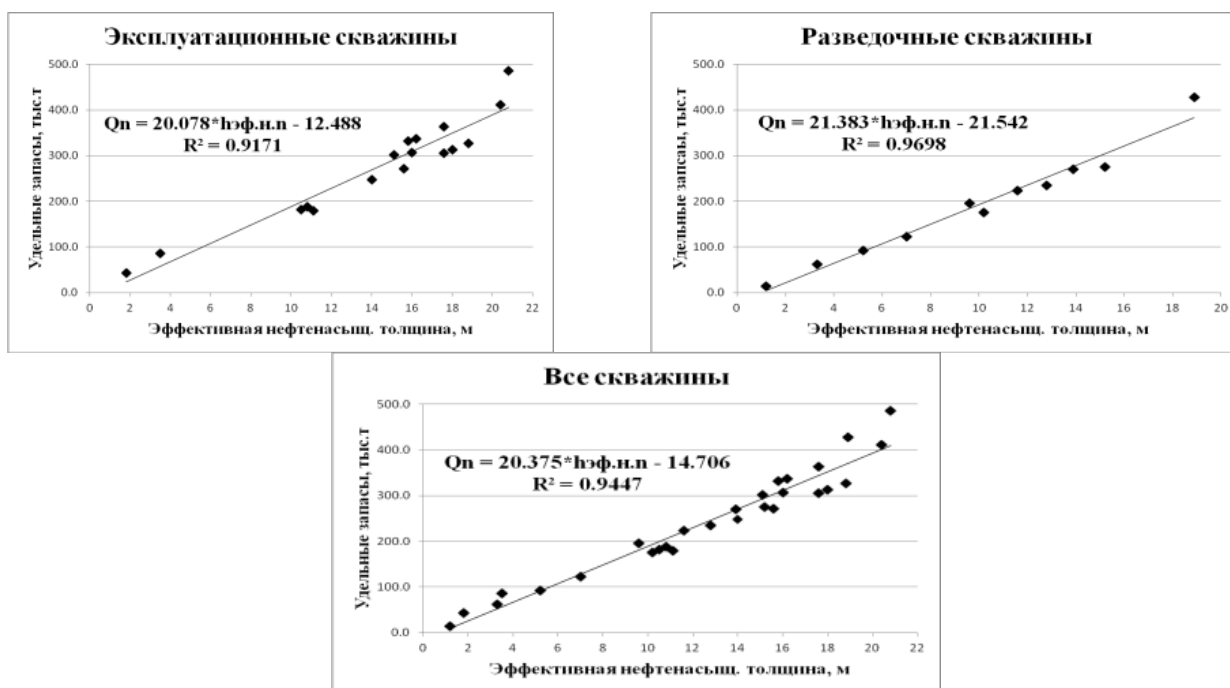 Эксплуатационные скважины
Удельные запасы, тыс.т
500.0
400.0
300.0
200.0
100.0
0.0
Qn = 20.078*hэф.н.n - 12.488
R² = 0.9171
0 2 4 6 8 10 12 14 16 18 20 22
Эффективная нефтенасыщ. толщина, м
Разведочные скважины
Удельные запсаы, тыс.т
500.0
400.0
300.0
200.0
100.0
0.0
Qn = 21.383*hэф.н.n - 21.542
R² = 0.9698
0 2 4 6 8 10 12 14 16 18 20
Эффективная нефтенасыщ. толщина, м
Все скважины
Удельные запасы, тыс.т
500.0
400.0
300.0
200.0
100.0
0.0
Qn = 20.375*hэф.н.n - 14.706
R² = 0.9447
0 2 4 6 8 10 12 14 16 18 20 22
Эффективная нефтенасыщ. толщина, м